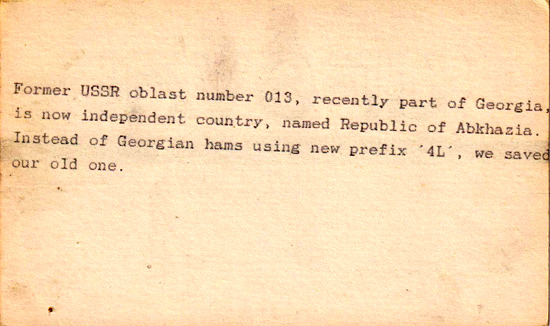 Former USSR oblast number 013, recently part of Georgia,
is now independent country, named Republic of Abkhazia.
Instead of Georgian hams using new prefix ´4L´, we saved
our old one.